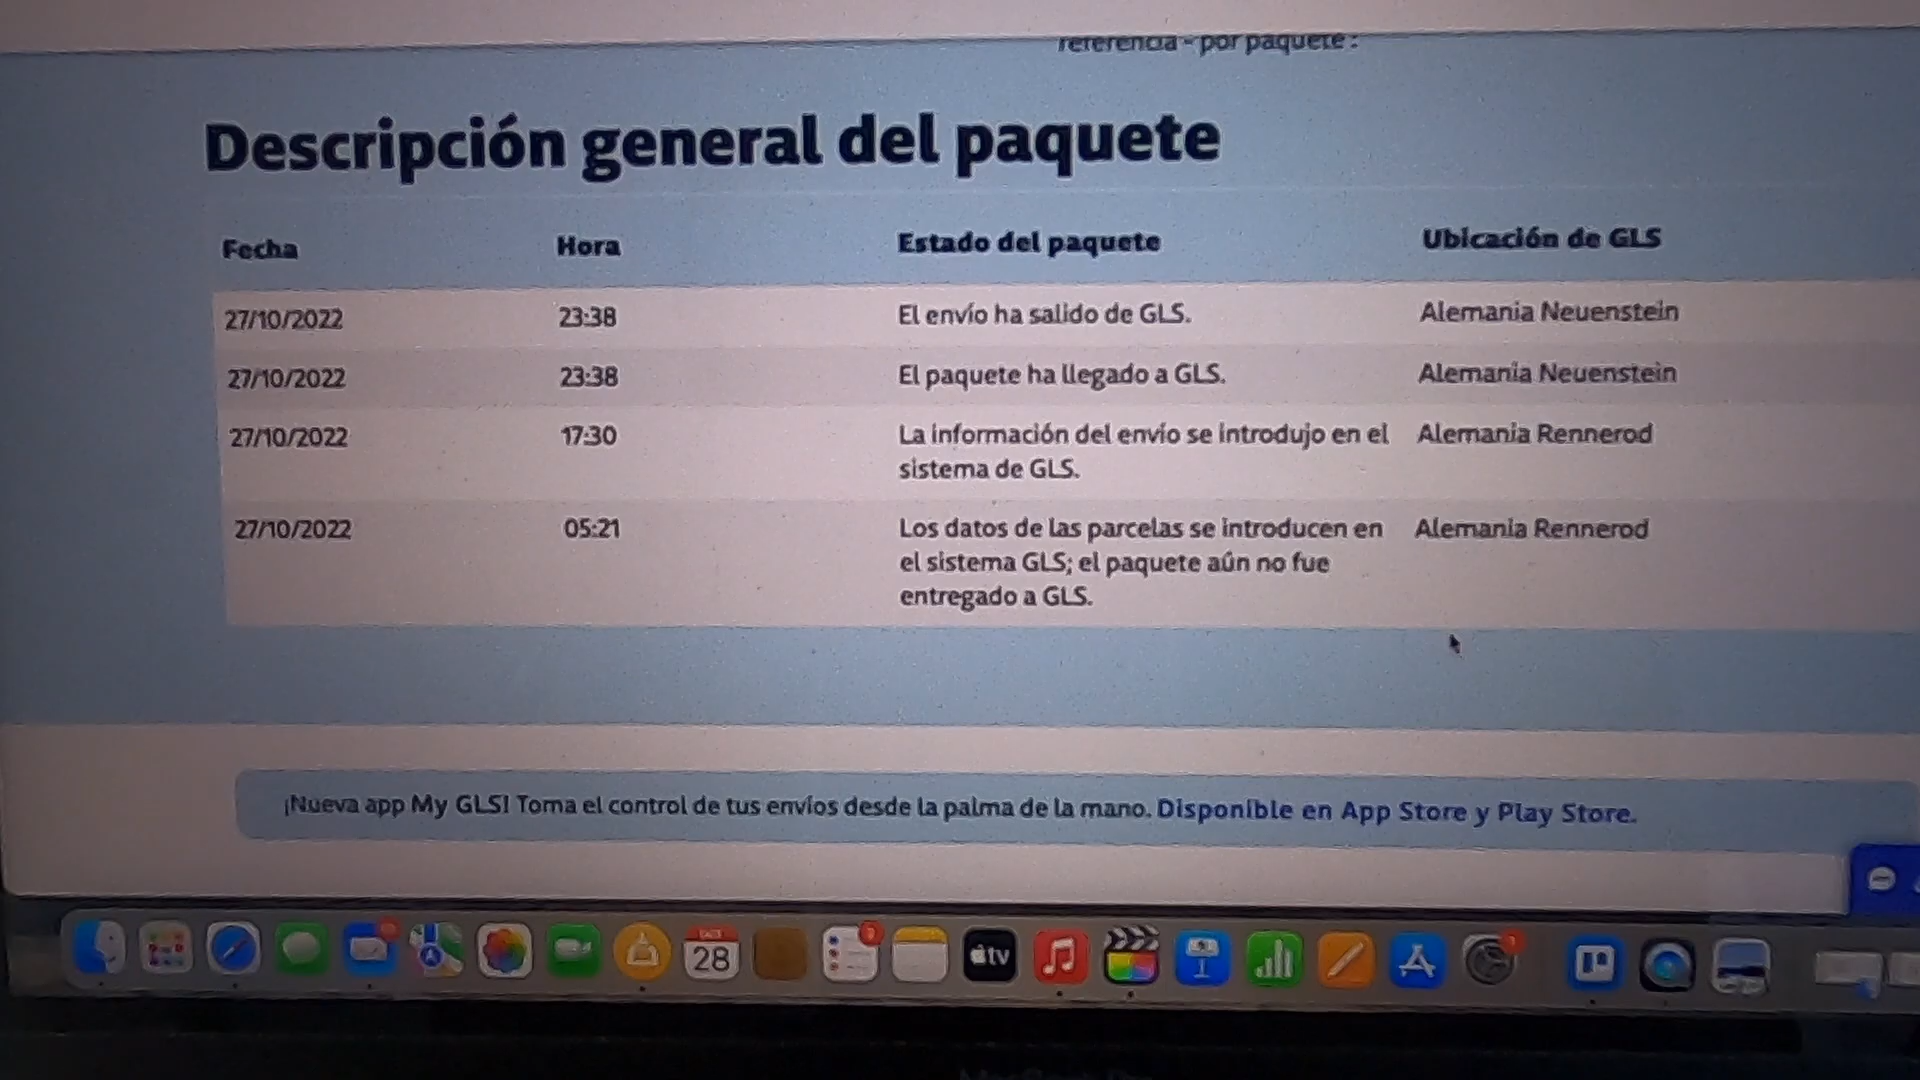 referencia - por paquete :
Descripción general del paquete
Fecha Hora Estado del paquete Ubicación de GLS
27/10/2022 23:38 El envío ha salido de GLS. Alemania Neuenstein
27/10/2022 23:38 El paquete ha llegado a GLS. Alemania Neuenstein
27/10/2022 17:30 La información del envío se introdujo en el Alemania Rennerod
sistema de GLS.
27/10/2022 05:21 Los datos de las parcelas se introducen en Alemania Rennerod
el sistema GLS; el paquete aún no fue
entregado a GLS.
¡Nueva app My GLS! Toma el control de tus envíos desde la palma de la mano. Disponible en App Store y Play Store.
28
tv